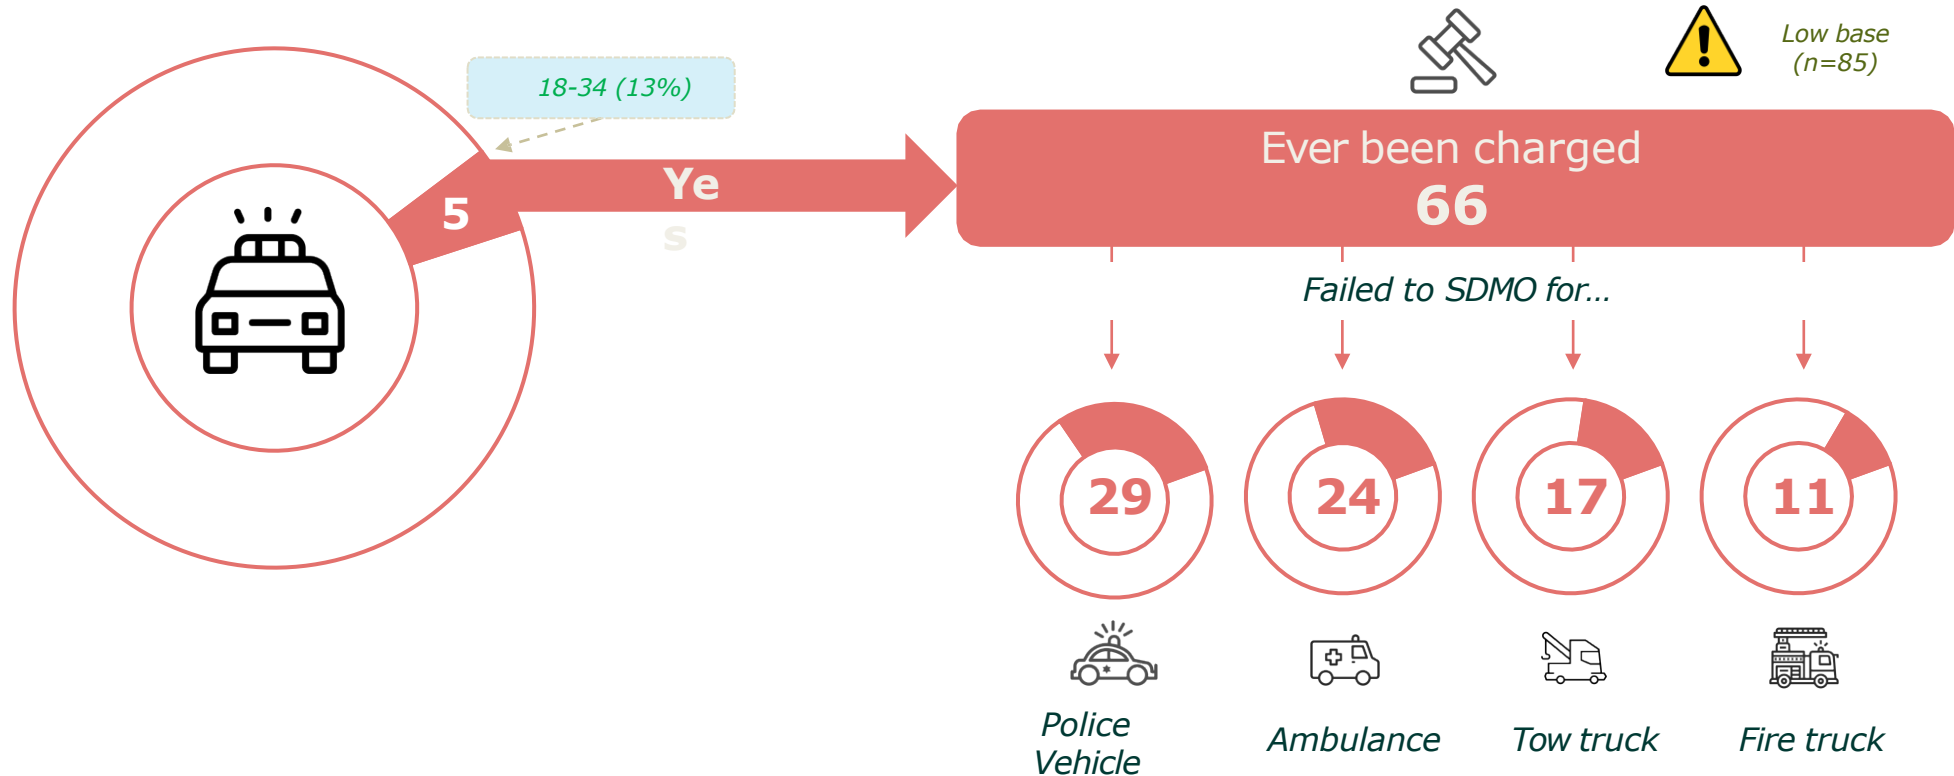 Low base
(n=85)
18-34 (13%)
5
Ye
s
Ever been charged
66
Failed to SDMO for...
29
24
17
11
Police
Vehicle
Ambulance
Tow truck
Fire truck